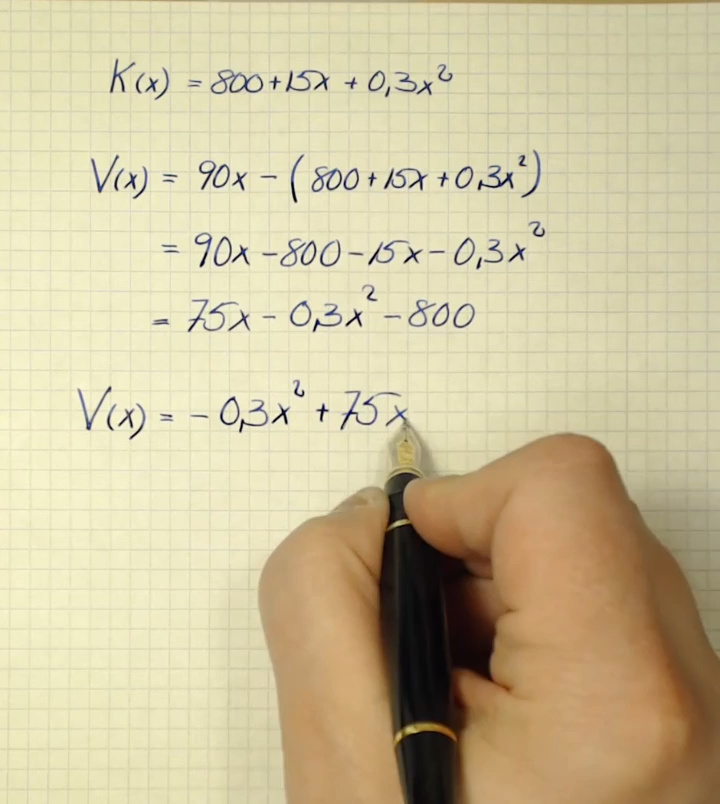 K(x) = 800+15x + 0,3x²
V(x) = 90x - (800+15x+0,3x²)
= 90x -800-15x-0,3x²
= 75x - 0,3x² -800
V(x) = - 0,3x² + 75x